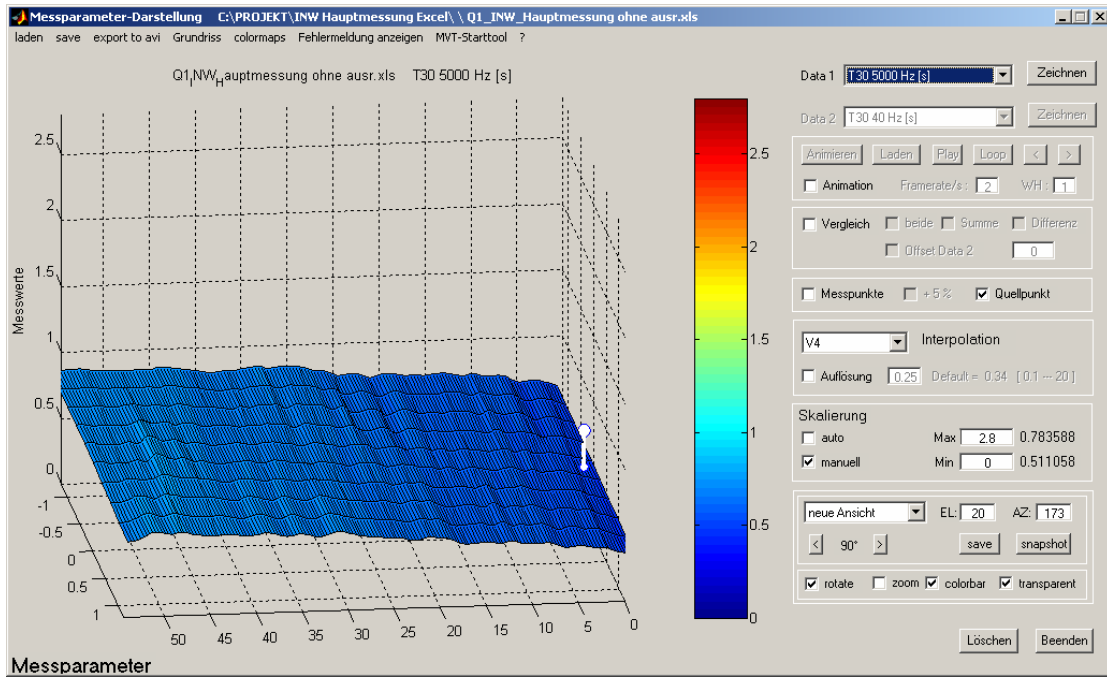 Messparameter-Darstellung C:\PROJEKT\INW Hauptmessung Excel\ \ Q1_INW_Hauptmessung ohne ausr.xls
laden save export to avi Grundriss colormaps Fehlermeldung anzeigen MVT-Starttool ?
Q1INWHauptmessung ohne ausr.xls T30 5000 Hz [s]
Messwerte
2.5
2
1.5
1
0.5
0
-1
-0.5
0
0.5
1
50 45 40 35 30 25 20 15 10 5 0
2.5
2
1.5
1
0.5
0
Data 1 T30 5000 Hz [s] Zeichnen
Data 2 T30 40 Hz [s] Zeichnen
Animieren Laden Play Loop < >
Animation Framerate/s : 2 WH : 1
Vergleich beide Summe Differenz
Offset Data 2 0
Messpunkte + 5 % Quellpunkt
V4 Interpolation
Auflösung 0.25 Default = 0.34 [ 0.1 --- 20 ]
Skalierung
auto Max 2.8 0.783588
manuell Min 0 0.511058
neue Ansicht EL: 20 AZ: 173
< 90° > save snapshot
rotate zoom colorbar transparent
Löschen Beenden
Messparameter